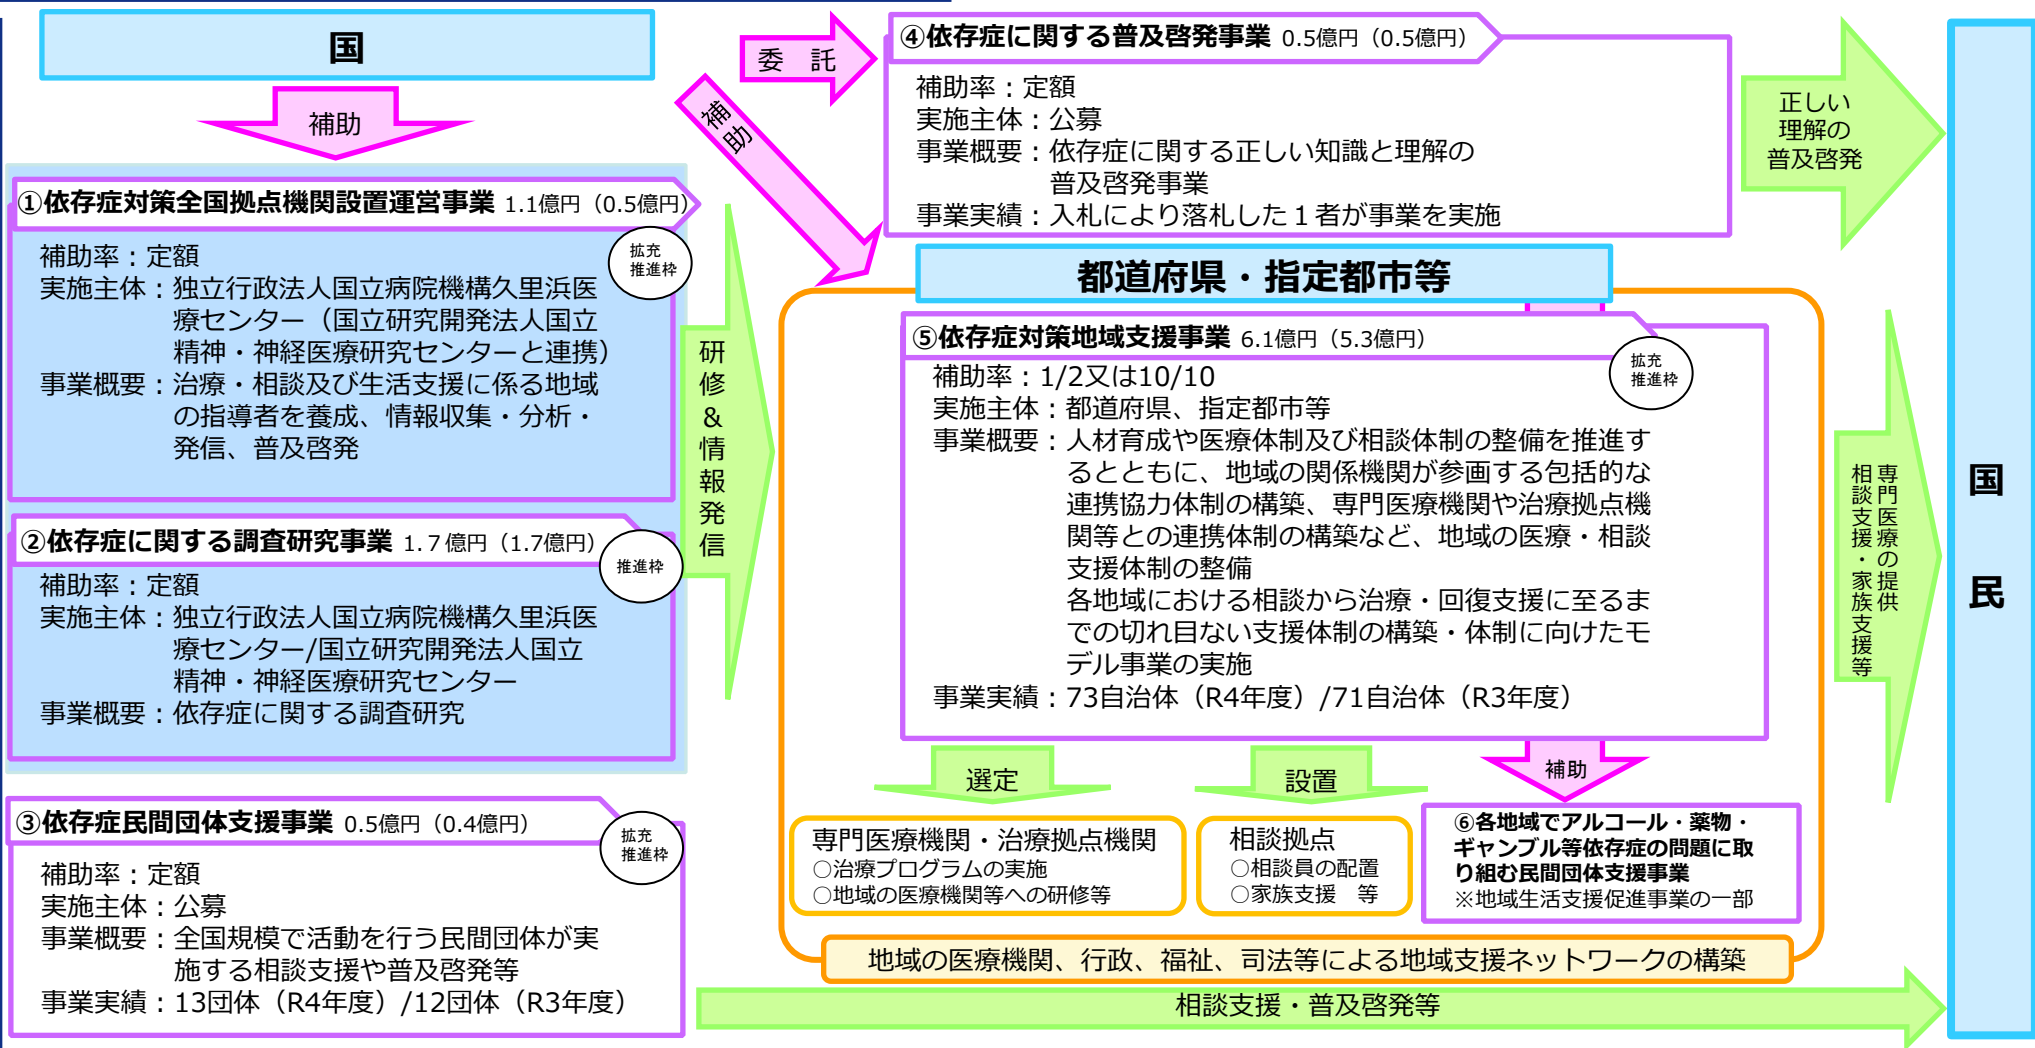 国
補助
①依存症対策全国拠点機関設置運営事業 1.1億円（0.5億円）
拡充
推進枠
補助率：定額
実施主体：独立行政法人国立病院機構久里浜医
療センター（国立研究開発法人国立
精神・神経医療研究センターと連携）
事業概要：治療・相談及び生活支援に係る地域
の指導者を養成、情報収集・分析・
発信、普及啓発
②依存症に関する調査研究事業 1.７億円（1.7億円）
推進枠
補助率：定額
実施主体：独立行政法人国立病院機構久里浜医
療センター/国立研究開発法人国立
精神・神経医療研究センター
事業概要：依存症に関する調査研究
③依存症民間団体支援事業 0.5億円（0.4億円）
拡充
推進枠
補助率：定額
実施主体：公募
事業概要：全国規模で活動を行う民間団体が実
施する相談支援や普及啓発等
事業実績：13団体（R4年度）/12団体（R3年度）
研修＆情報発信
委　託
補助
④依存症に関する普及啓発事業 0.5億円（0.5億円）
補助率：定額
実施主体：公募
事業概要：依存症に関する正しい知識と理解の
普及啓発事業
事業実績：入札により落札した１者が事業を実施
正しい
理解の
普及啓発
都道府県・指定都市等
⑤依存症対策地域支援事業 6.1億円（5.3億円）
拡充
推進枠
補助率：1/2又は10/10
実施主体：都道府県、指定都市等
事業概要：人材育成や医療体制及び相談体制の整備を推進す
るとともに、地域の関係機関が参画する包括的な
連携協力体制の構築、専門医療機関や治療拠点機
関等との連携体制の構築など、地域の医療・相談
支援体制の整備
各地域における相談から治療・回復支援に至るま
での切れ目ない支援体制の構築・体制に向けたモ
デル事業の実施
事業実績：73自治体（R4年度）/71自治体（R3年度）
選定
設置
補助
専門医療機関・治療拠点機関
○治療プログラムの実施
○地域の医療機関等への研修等
相談拠点
○相談員の配置
○家族支援　等
⑥各地域でアルコール・薬物・
ギャンブル等依存症の問題に取
り組む民間団体支援事業
※地域生活支援促進事業の一部
地域の医療機関、行政、福祉、司法等による地域支援ネットワークの構築
相談支援・普及啓発等
専門医療の提供
相談支援・家族支援等
国民